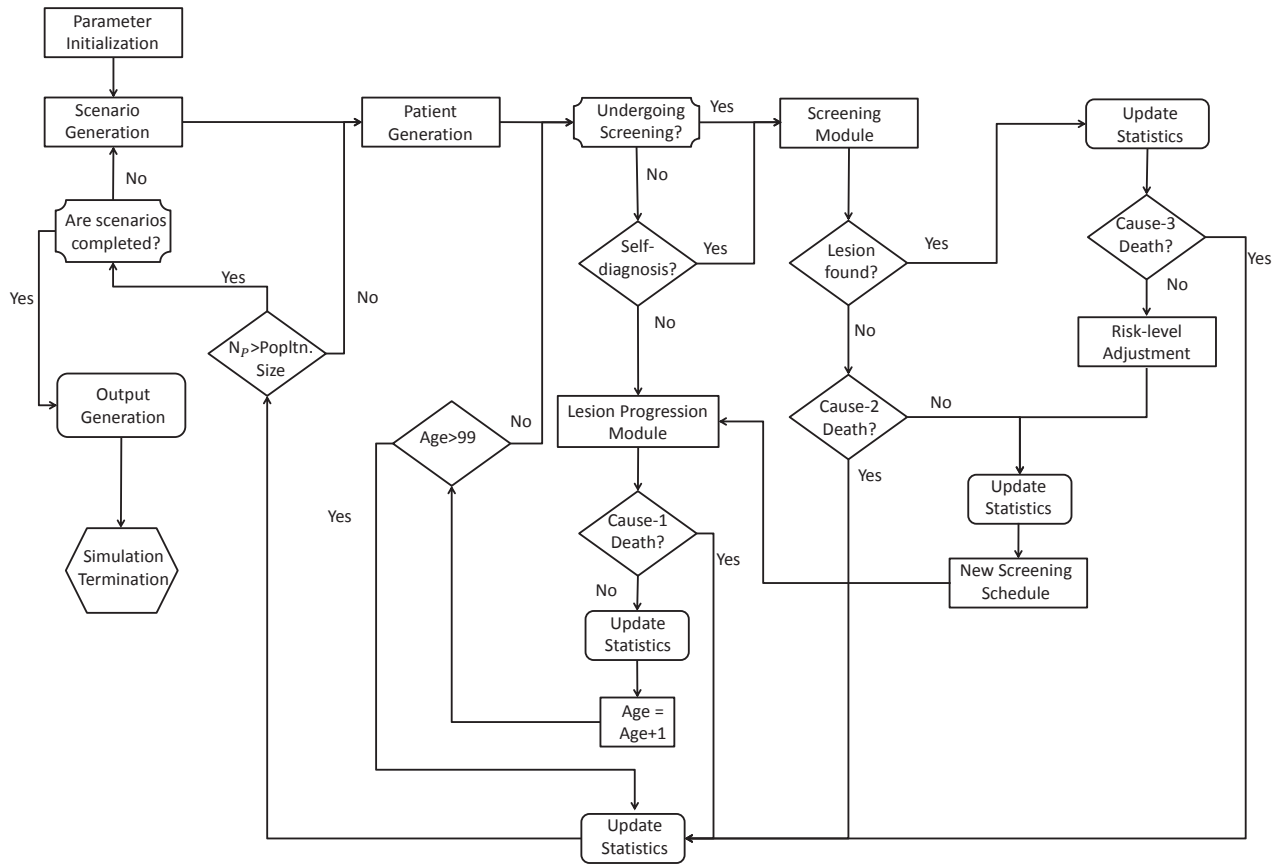 Parameter
Initialization
Scenario
Generation
Patient
Generation
Undergoing
Screening?
Yes
Screening
Module
Update
Statistics
No
Are scenarios
completed?
Yes
Yes
No
N_P>Popltn.
Size
Output
Generation
Simulation
Termination
No
Self-
diagnosis?
Yes
No
Lesion
found?
Yes
No
Cause-3
Death?
Yes
No
Risk-level
Adjustment
Cause-2
Death?
No
Yes
Update
Statistics
New Screening
Schedule
Age>99
No
Yes
Lesion Progression
Module
Cause-1
Death?
Yes
No
Update
Statistics
Age =
Age+1
Update
Statistics